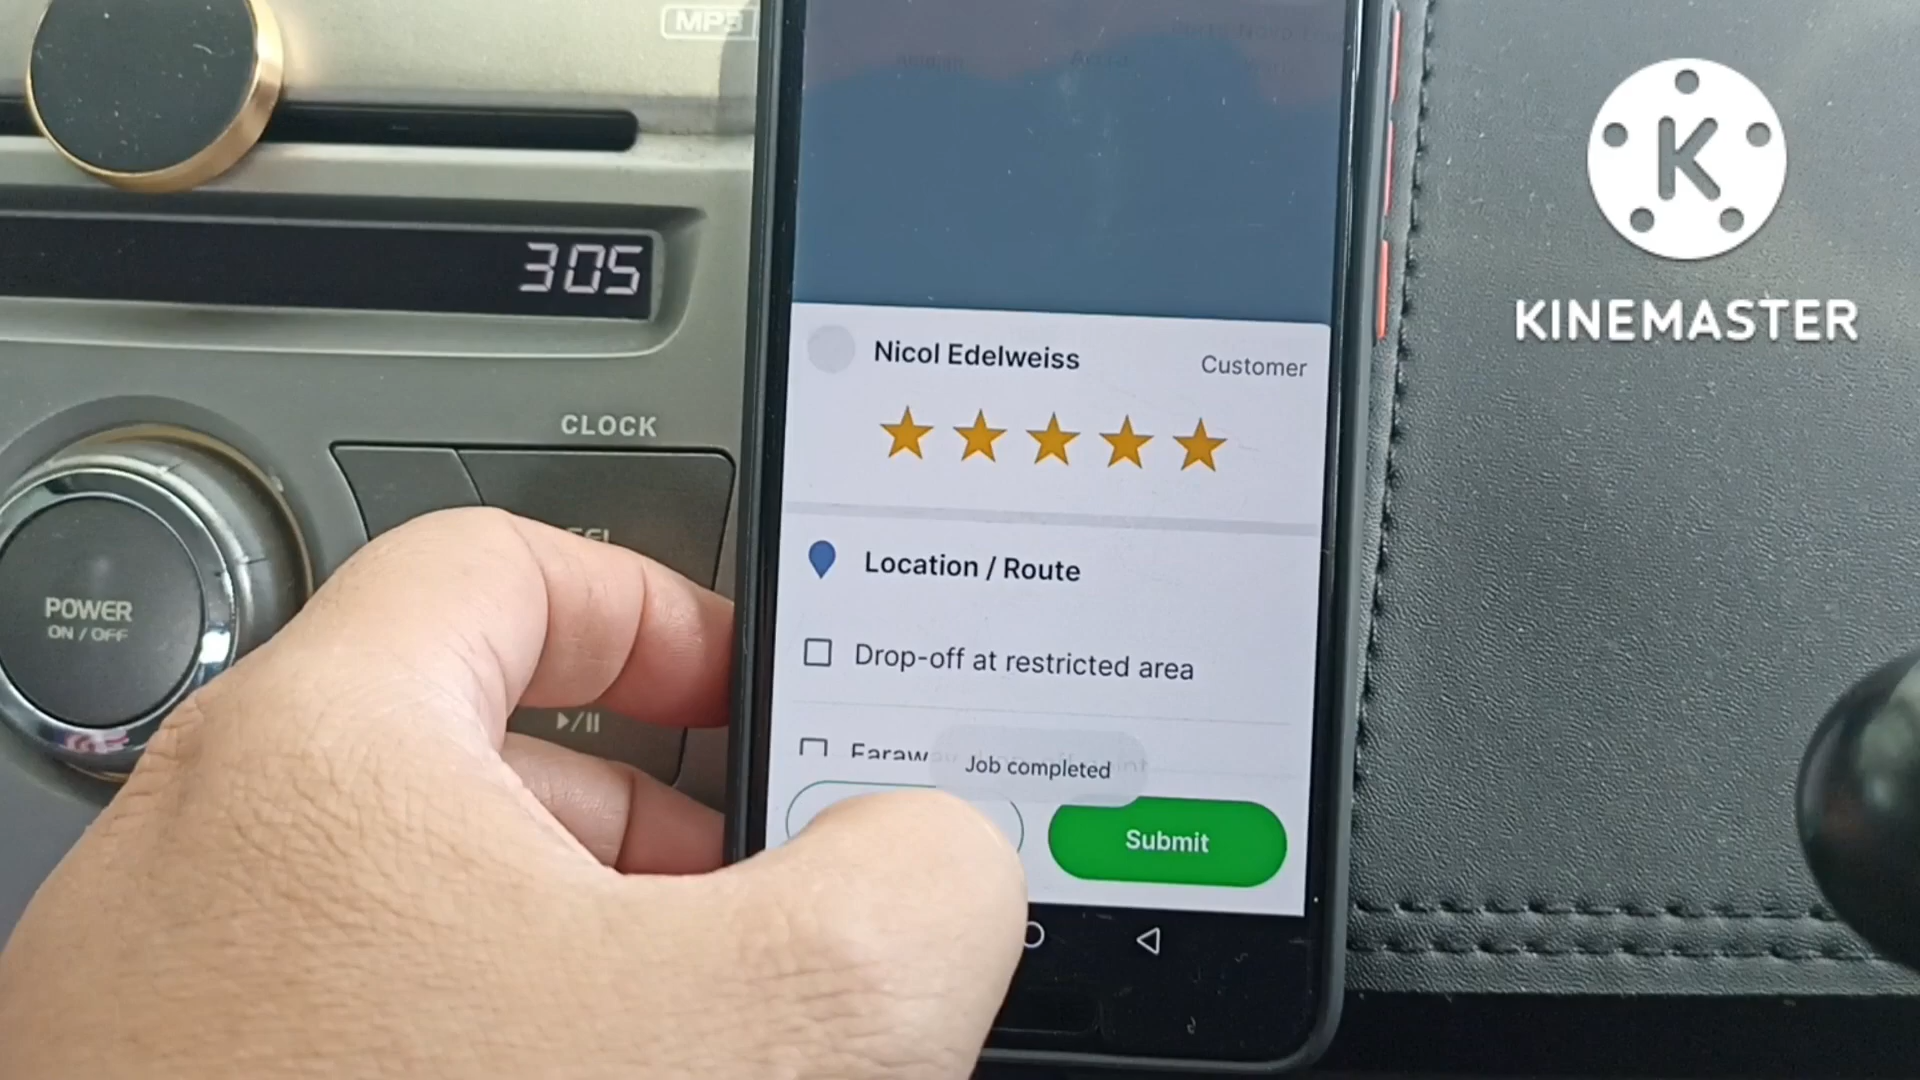 MP3
305
CLOCK
POWER
ON / OFF
Nicol Edelweiss
Customer
Location / Route
Drop-off at restricted area
Job completed
Submit
K
KINEMASTER